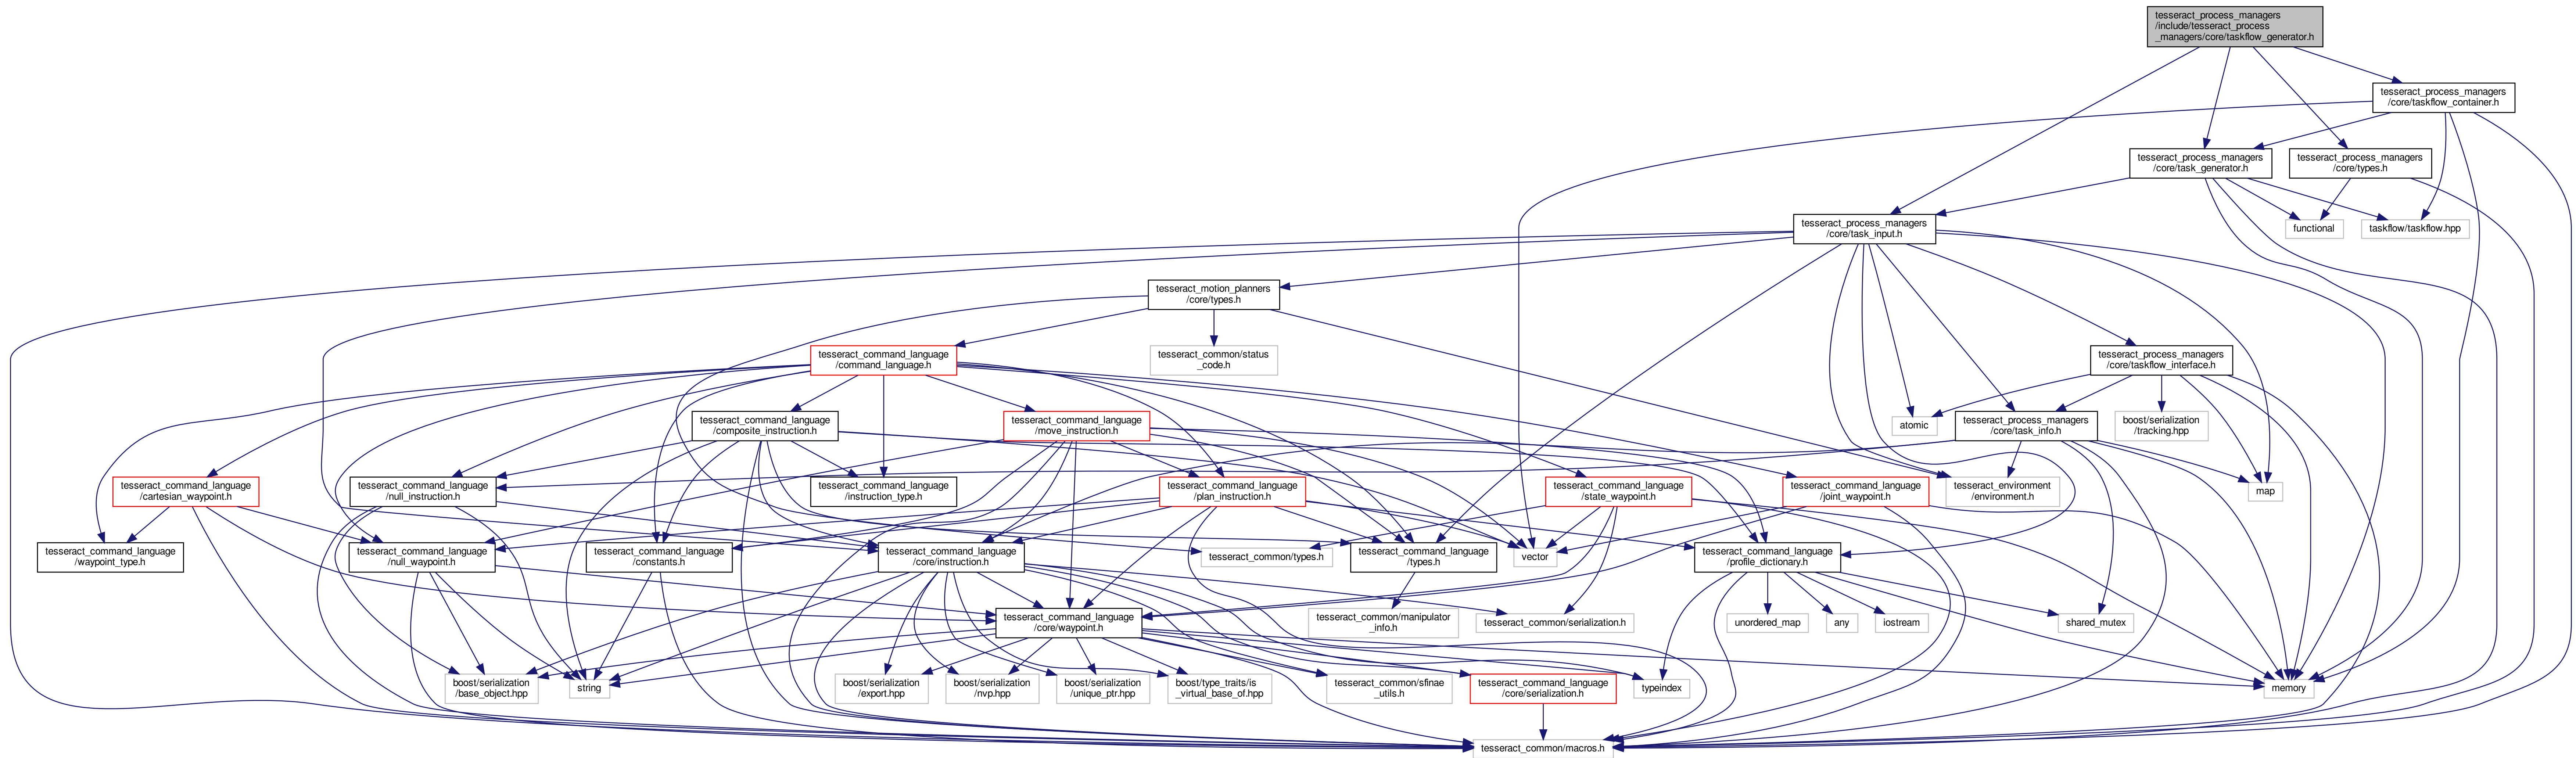 tesseract_process_managers
/include/tesseract_process
_managers/core/taskflow_generator.h
tesseract_process_managers
/core/taskflow_container.h
tesseract_process_managers
/core/task_generator.h
tesseract_process_managers
/core/types.h
tesseract_process_managers
/core/task_input.h
functional
taskflow/taskflow.hpp
tesseract_motion_planners
/core/types.h
tesseract_command_language
/command_language.h
tesseract_common/status
_code.h
tesseract_process_managers
/core/taskflow_interface.h
tesseract_command_language
/composite_instruction.h
tesseract_command_language
/move_instruction.h
atomic
tesseract_process_managers
/core/task_info.h
boost/serialization
/tracking.hpp
tesseract_command_language
/cartesian_waypoint.h
tesseract_command_language
/null_instruction.h
tesseract_command_language
/instruction_type.h
tesseract_command_language
/plan_instruction.h
tesseract_command_language
/state_waypoint.h
tesseract_command_language
/joint_waypoint.h
tesseract_environment
/environment.h
map
tesseract_command_language
/waypoint_type.h
tesseract_command_language
/null_waypoint.h
tesseract_command_language
/constants.h
tesseract_command_language
/core/instruction.h
tesseract_common/types.h
tesseract_command_language
/types.h
vector
tesseract_command_language
/profile_dictionary.h
tesseract_command_language
/core/waypoint.h
tesseract_common/serialization.h
tesseract_common/manipulator
_info.h
unordered_map
any
iostream
shared_mutex
boost/serialization
/base_object.hpp
string
boost/serialization
/export.hpp
boost/serialization
/nvp.hpp
boost/serialization
/unique_ptr.hpp
boost/type_traits/is
_virtual_base_of.hpp
tesseract_common/sfinae
_utils.h
tesseract_command_language
/core/serialization.h
typeindex
memory
tesseract_common/macros.h